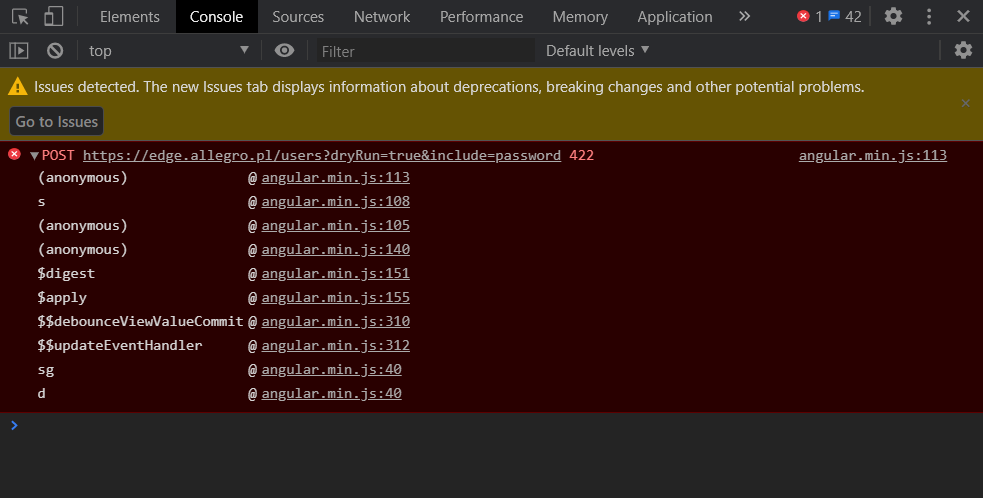 Elements Console Sources Network Performance Memory Application 1 42
top Filter Default levels
Issues detected. The new Issues tab displays information about deprecations, breaking changes and other potential problems.
Go to Issues
POST https://edge.allegro.pl/users?dryRun=true&include=password 422 angular.min.js:113
(anonymous) @ angular.min.js:113
s @ angular.min.js:108
(anonymous) @ angular.min.js:105
(anonymous) @ angular.min.js:140
$digest @ angular.min.js:151
$apply @ angular.min.js:155
$$debounceViewValueCommit @ angular.min.js:310
$$updateEventHandler @ angular.min.js:312
sg @ angular.min.js:40
d @ angular.min.js:40